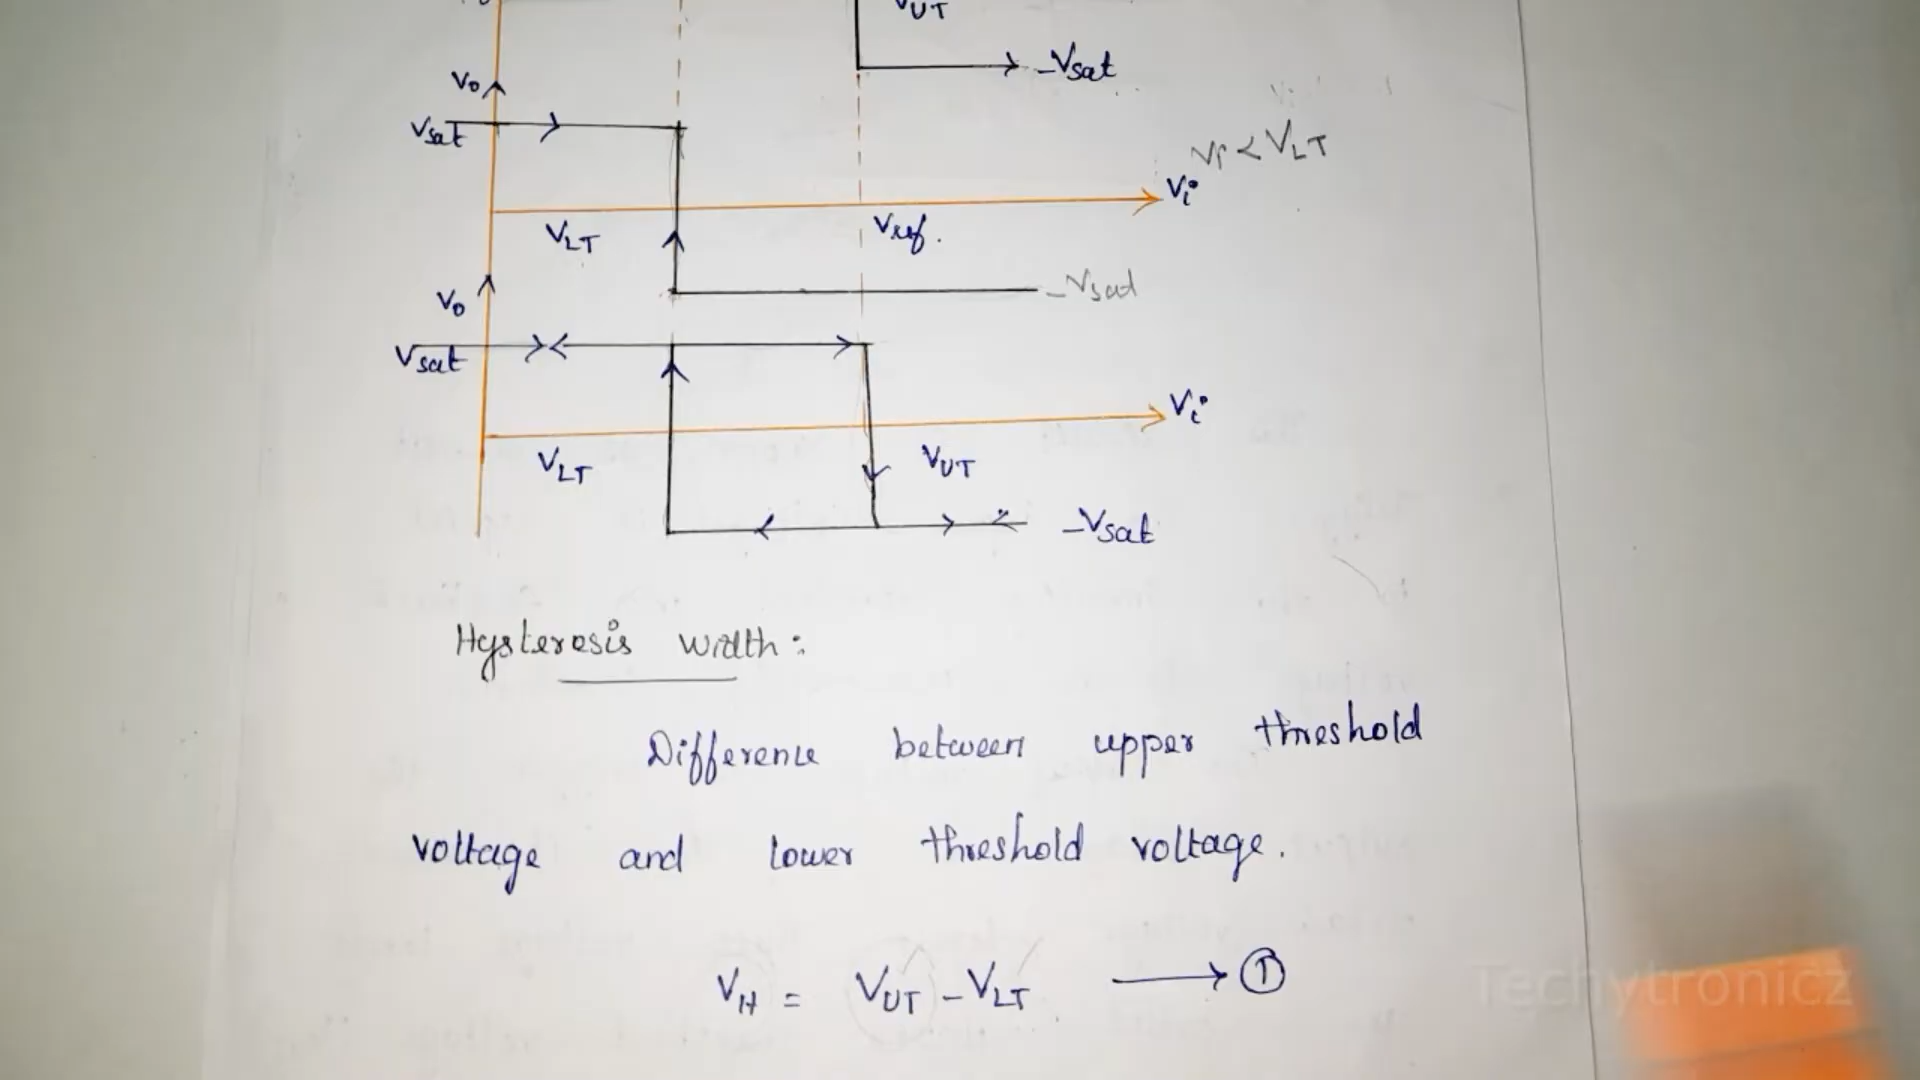 VUT
-Vsat
Vo
Vsat
Vi < VLT
Vi
VLT
Vref.
Vo
-Vsat
Vsat
Vi
VLT
VUT
-Vsat
Hysteresis width:
Difference between upper threshold
voltage and lower threshold voltage.
VH = VUT - VLT → ①
Techytronicz